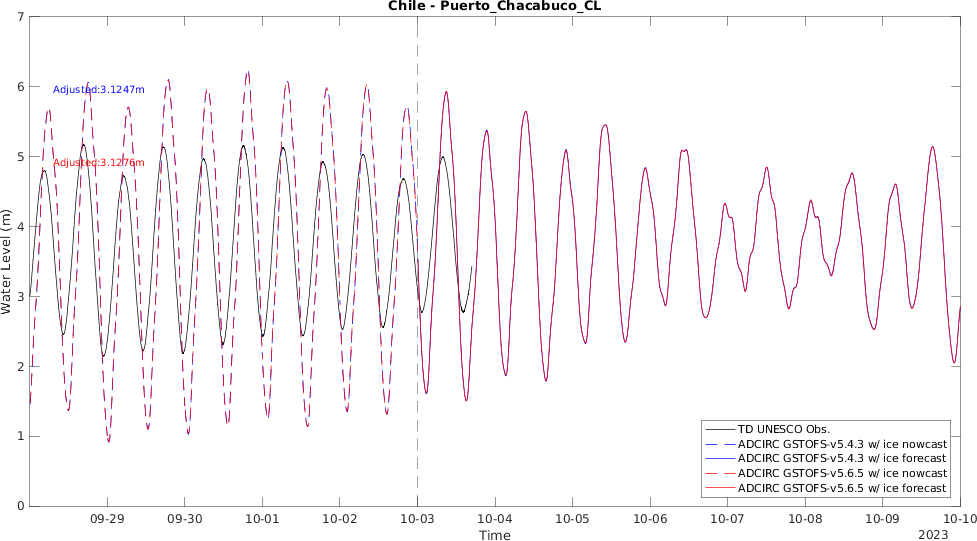 Chile - Puerto_Chacabuco_CL
7
6
5
4
3
2
1
0
Water Level (m)
Adjusted:3.1247m
Adjusted:3.1276m
TD UNESCO Obs.
ADCIRC GSTOFS-v5.4.3 w/ ice nowcast
ADCIRC GSTOFS-v5.4.3 w/ ice forecast
ADCIRC GSTOFS-v5.6.5 w/ ice nowcast
ADCIRC GSTOFS-v5.6.5 w/ ice forecast
09-29 09-30 10-01 10-02 10-03 10-04 10-05 10-06 10-07 10-08 10-09 10-10
Time
2023